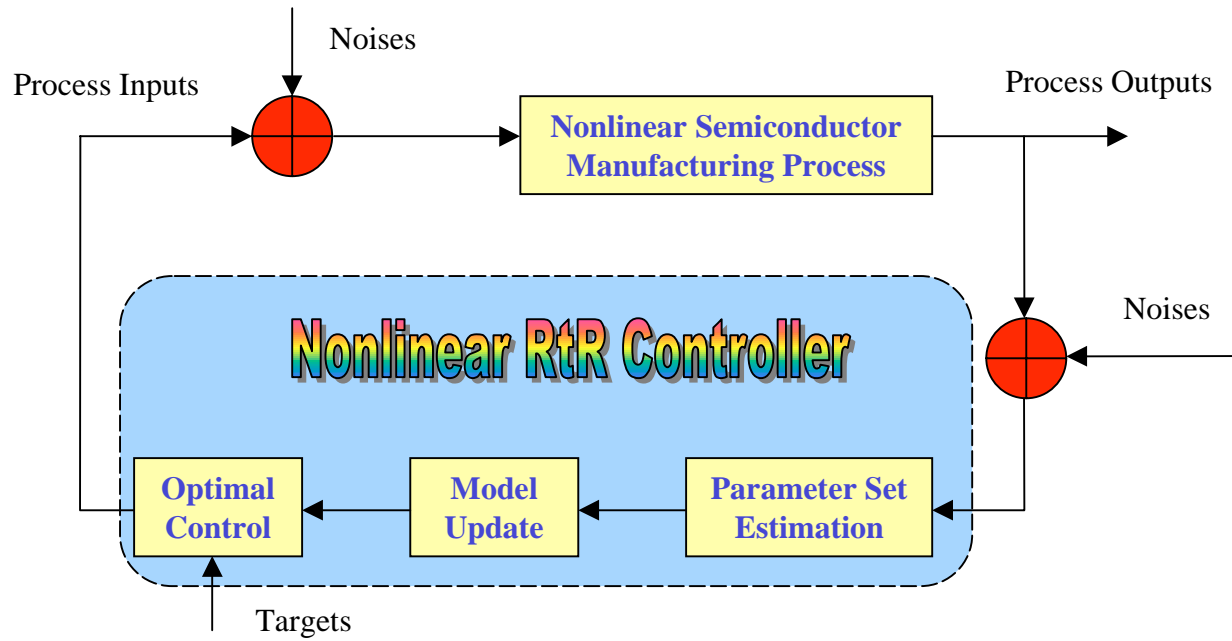 Noises
Process Inputs
Process Outputs
Nonlinear Semiconductor
Manufacturing Process
Noises
Nonlinear RtR Controller
Optimal
Control
Model
Update
Parameter Set
Estimation
Targets